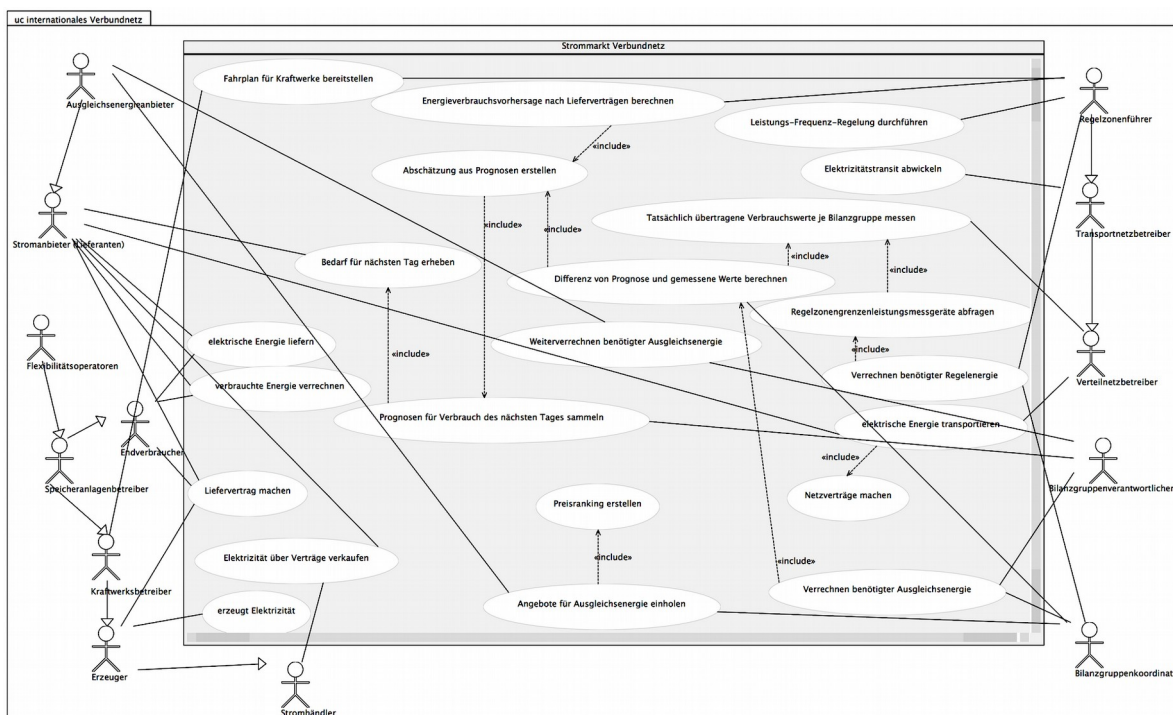 uc internationales Verbundnetz
Strommarkt Verbundnetz
Fahrplan für Kraftwerke bereitstellen
Ausgleichsenergieanbieter
Energieverbrauchsvorhersage nach Lieferverträgen berechnen
Regelzonenführer
Leistungs-Frequenz-Regelung durchführen
«include»
Abschätzung aus Prognosen erstellen
Elektrizitätstransit abwickeln
Tatsächlich übertragene Verbrauchswerte je Bilanzgruppe messen
«include»
«include»
Transportnetzbetreiber
Stromanbieter (Lieferanten)
Bedarf für nächsten Tag erheben
«include»
«include»
Differenz von Prognose und gemessene Werte berechnen
Regelzonengrenzenleistungsmessgeräte abfragen
elektrische Energie liefern
Weiterverrechnen benötigter Ausgleichsenergie
«include»
«include»
Flexibilitätsoperatoren
Verteilnetzbetreiber
verbrauchte Energie verrechnen
Verrechnen benötigter Regelenergie
Prognosen für Verbrauch des nächsten Tages sammeln
elektrische Energie transportieren
Endverbraucher
«include»
Speicheranlagenbetreiber
Bilanzgruppenverantwortlicher
Liefervertrag machen
Netzverträge machen
Preisranking erstellen
Elektrizität über Verträge verkaufen
«include»
«include»
Kraftwerksbetreiber
Verrechnen benötigter Ausgleichsenergie
erzeugt Elektrizität
Angebote für Ausgleichsenergie einholen
Erzeuger
Bilanzgruppenkoordinat
Stromhändler